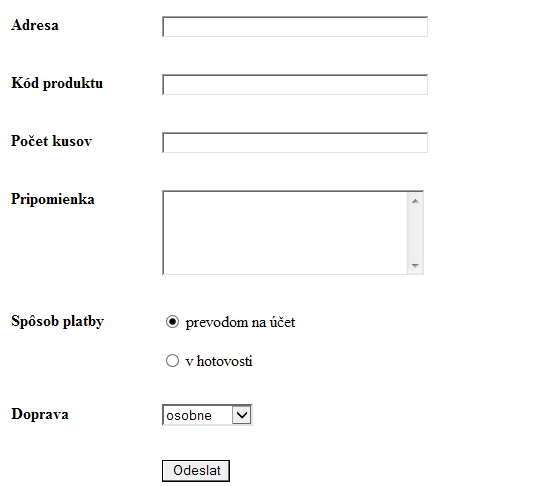 Adresa
Kód produktu
Počet kusov
Pripomienka
Spôsob platby
prevodom na účet
v hotovosti
Doprava
osobne
Odeslat